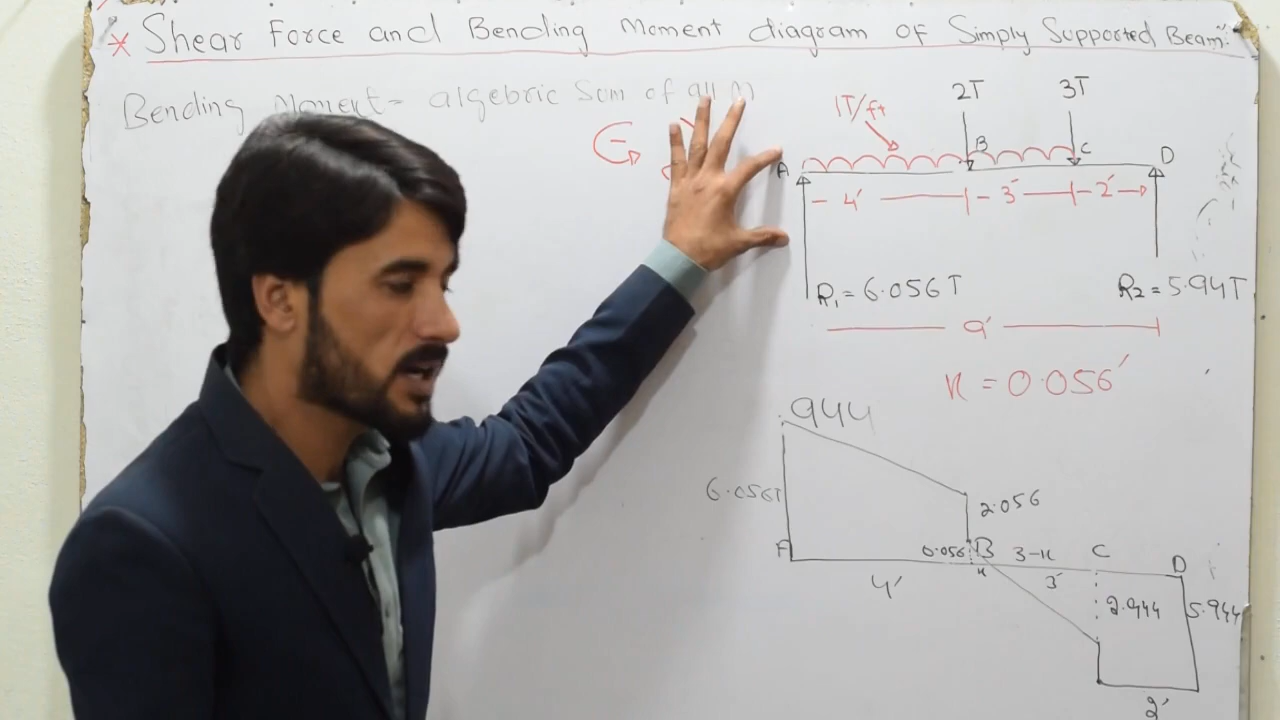 * Shear Force and Bending Moment diagram of Simply Supported Beam:
Bending Moment = algebric Sum of all M
2T 3T
1T/ft
A B C D
4' 3' 2'
R1 = 6.056T R2 = 5.94T
9'
x = 0.056'
.944
6.056T
2.056
0.056 B 3-x C D
x
4' 3'
2.944 5.944
2'